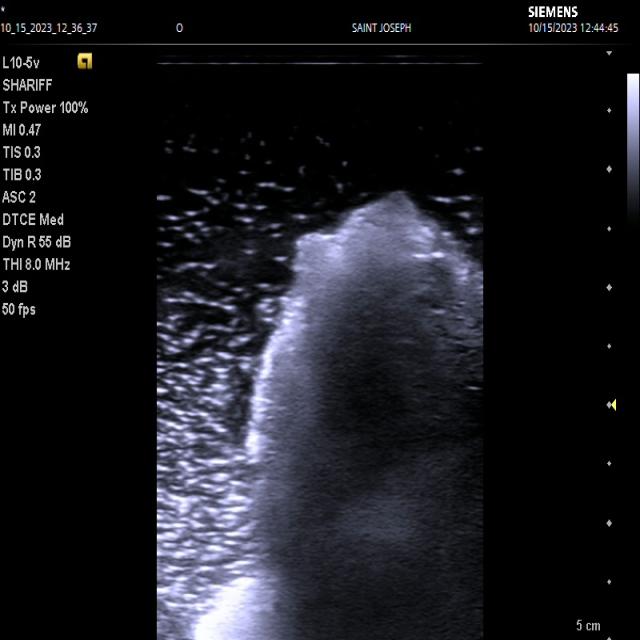 *
SIEMENS
10_15_2023_12_36_37 O SAINT JOSEPH 10/15/2023 12:44:45
L10-5v
SHARIFF
Tx Power 100%
MI 0.47
TIS 0.3
TIB 0.3
ASC 2
DTCE Med
Dyn R 55 dB
THI 8.0 MHz
3 dB
50 fps
5 cm